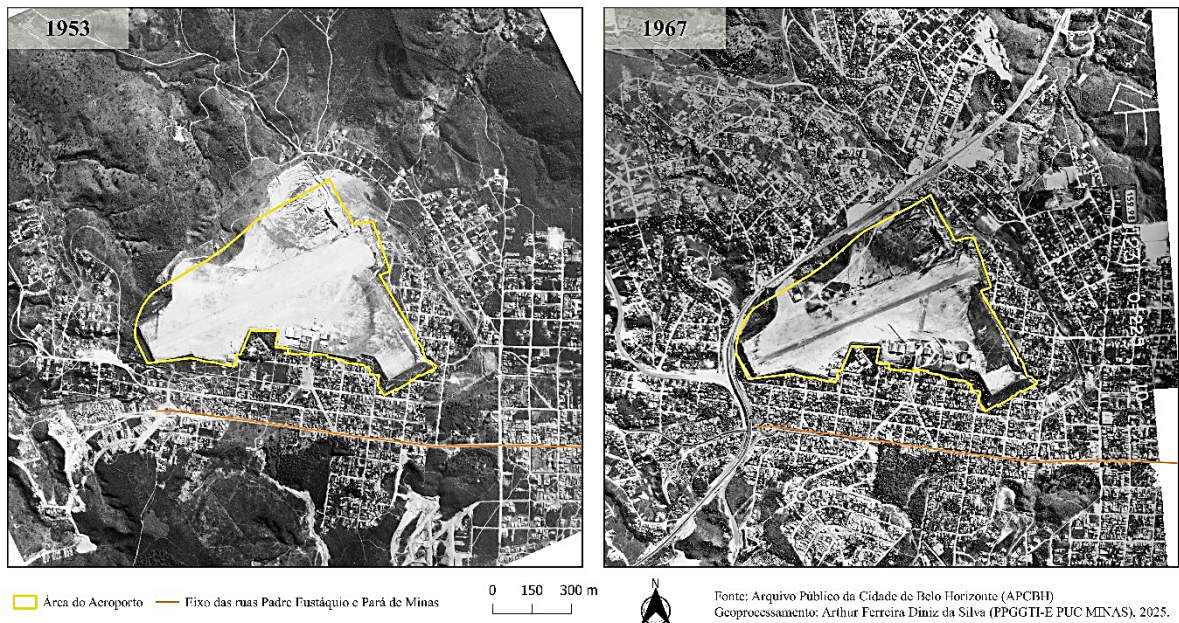 1953
1967
Área do Aeroporto
Eixo das ruas Padre Eustáquio e Pará de Minas
0 150 300 m
N
Fonte: Arquivo Público da Cidade de Belo Horizonte (APCBH)
Geoprocessamento: Arthur Ferreira Diniz da Silva (PPGGTI-E PUC MINAS), 2025.